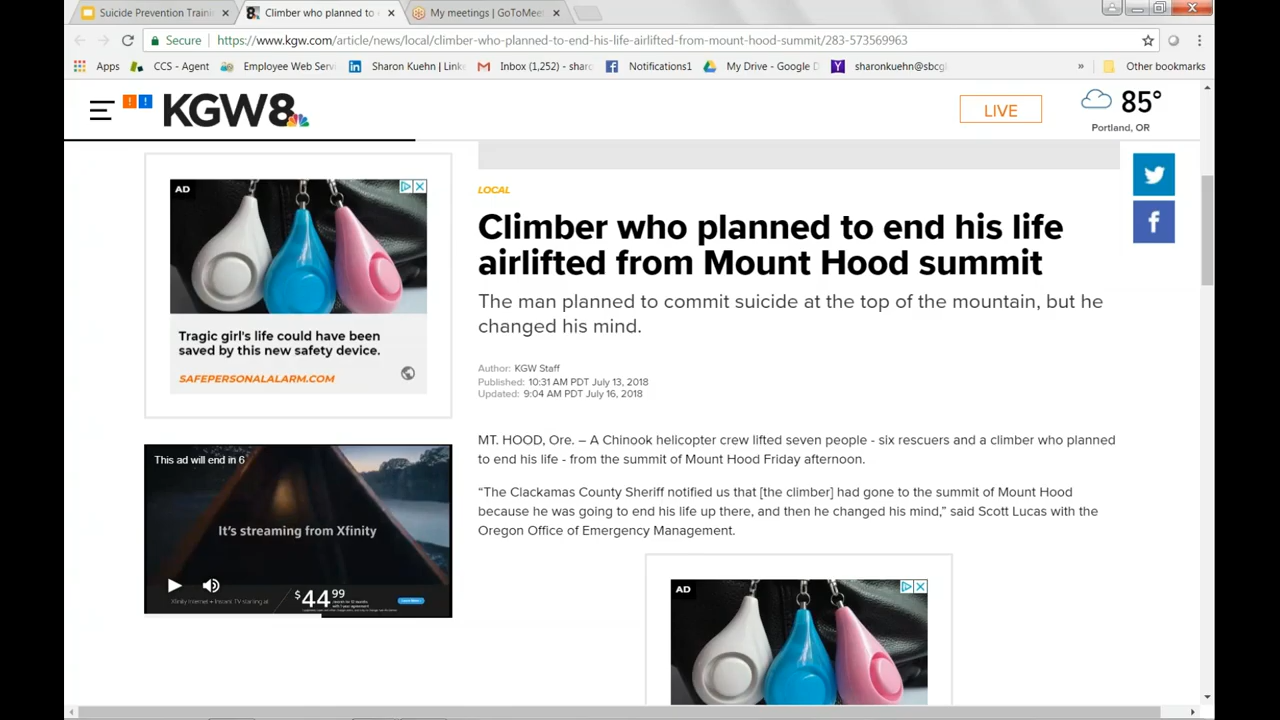 Suicide Prevention Traini
Climber who planned to e
My meetings | GoToMee
Secure
https://www.kgw.com/article/news/local/climber-who-planned-to-end-his-life-airlifted-from-mount-hood-summit/283-573569963
Apps
CCS - Agent
Employee Web Servi
Sharon Kuehn | Link
Inbox (1,252) - sharo
Notifications1
My Drive - Google D
sharonkuehn@sbcgl
»
Other bookmarks
KGW8
LIVE
85°
Portland, OR
AD
Tragic girl's life could have been
saved by this new safety device.
SAFEPERSONALALARM.COM
LOCAL
Climber who planned to end his life
airlifted from Mount Hood summit
The man planned to commit suicide at the top of the mountain, but he
changed his mind.
Author: KGW Staff
Published: 10:31 AM PDT July 13, 2018
Updated: 9:04 AM PDT July 16, 2018
MT. HOOD, Ore. – A Chinook helicopter crew lifted seven people - six rescuers and a climber who planned
to end his life - from the summit of Mount Hood Friday afternoon.
“The Clackamas County Sheriff notified us that [the climber] had gone to the summit of Mount Hood
because he was going to end his life up there, and then he changed his mind,” said Scott Lucas with the
Oregon Office of Emergency Management.
This ad will end in 6
It's streaming from Xfinity
$44.99
AD